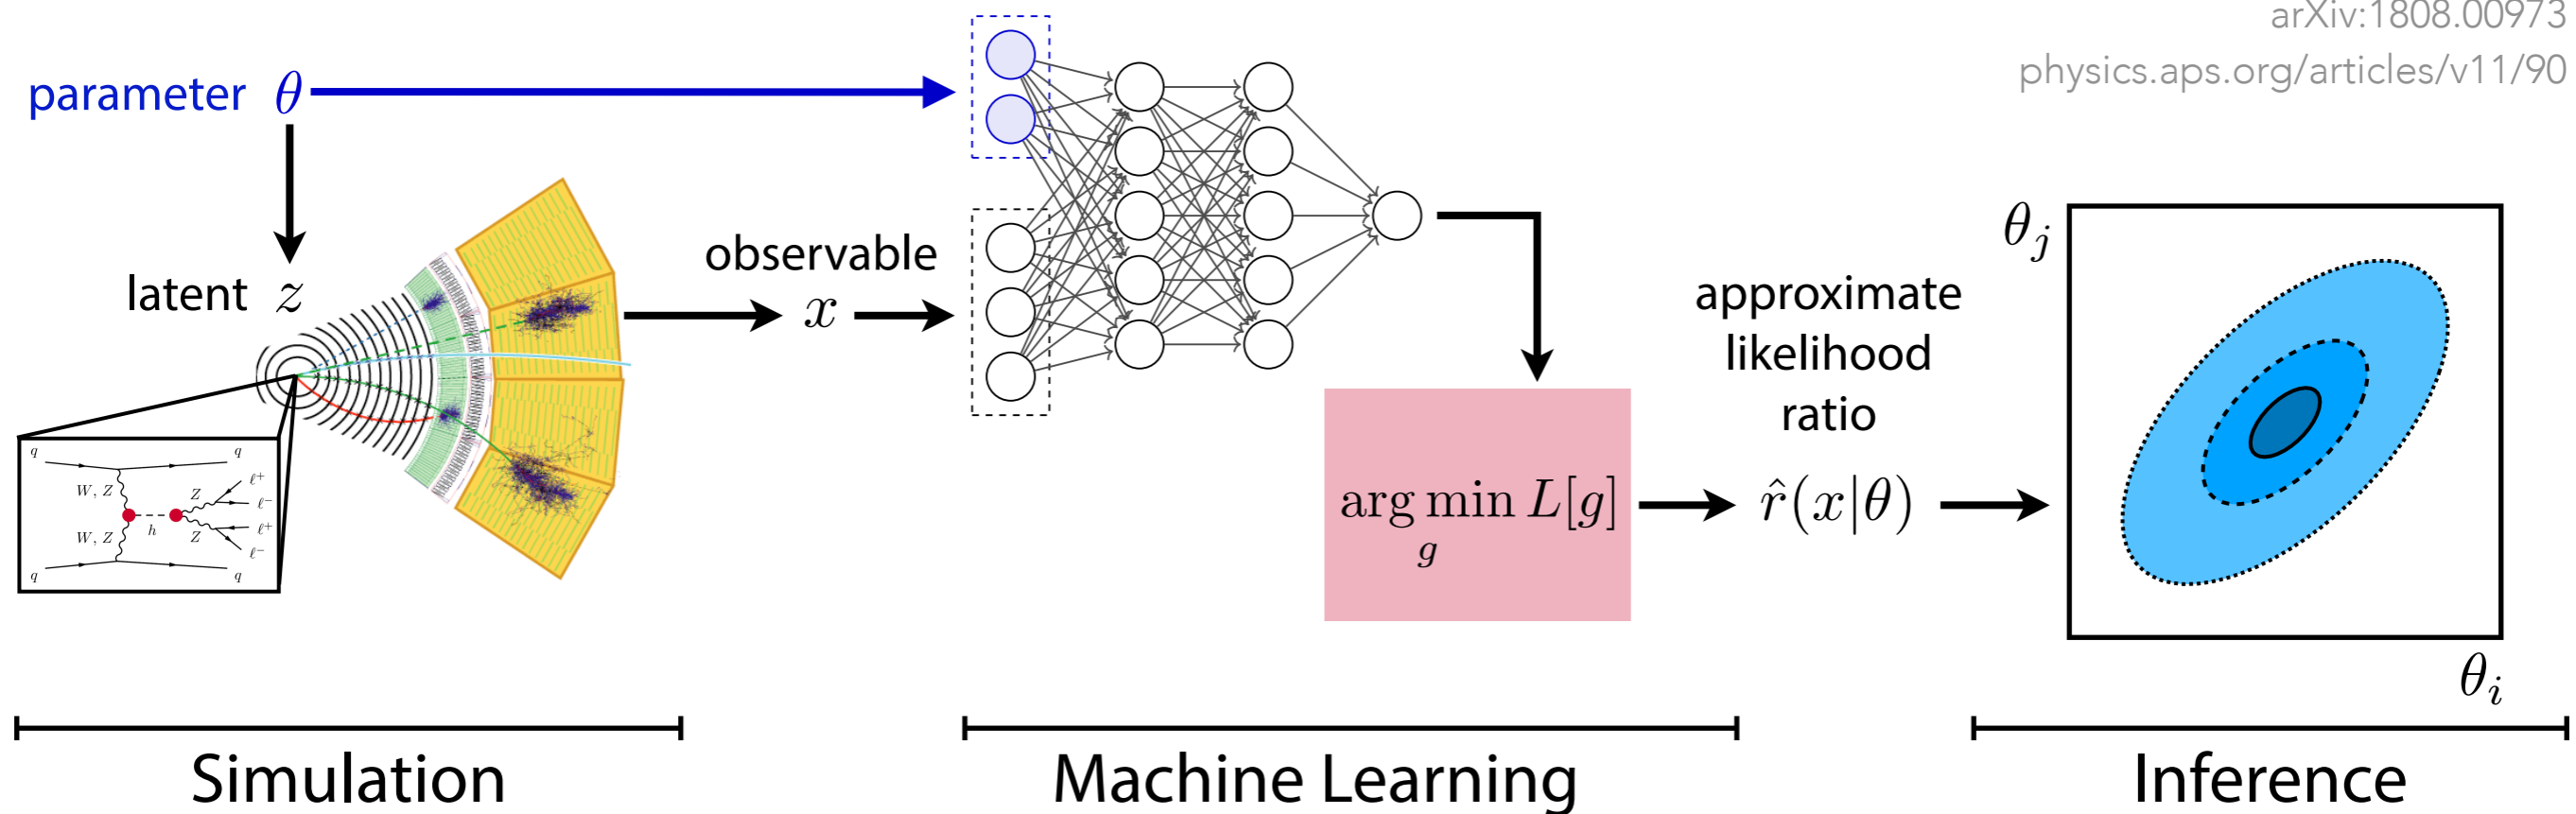 arXiv:1808.00973
physics.aps.org/articles/v11/90
parameter θ
latent z
observable
x
q q
W, Z
Z
ℓ+
ℓ−
h
W, Z
Z
ℓ+
ℓ−
q q
arg min L[g]
g
approximate
likelihood
ratio
r̂(x|θ)
θj
θi
Simulation
Machine Learning
Inference